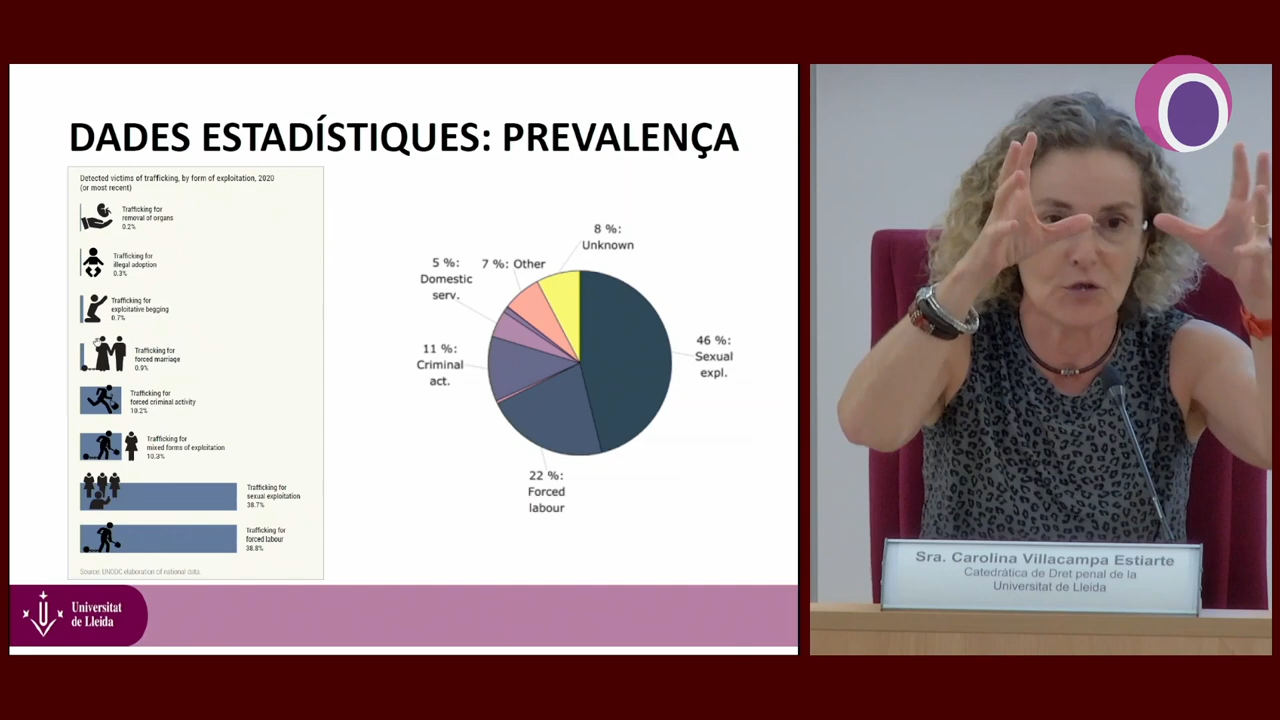 DADES ESTADÍSTIQUES: PREVALENÇA
Detected victims of trafficking, by form of exploitation, 2020
(or most recent)
Trafficking for
removal of organs
0.2%
Trafficking for
illegal adoption
0.3%
Trafficking for
exploitative begging
0.7%
Trafficking for
forced marriage
0.9%
Trafficking for
forced criminal activity
10.2%
Trafficking for
mixed forms of exploitation
10.3%
Trafficking for
sexual exploitation
38.7%
Trafficking for
forced labour
38.8%
Source: UNODC elaboration of national data.
8 %:
Unknown
7 %: Other
5 %:
Domestic
serv.
11 %:
Criminal
act.
46 %:
Sexual
expl.
22 %:
Forced
labour
Universitat
de Lleida
Sra. Carolina Villacampa Estiarte
Catedràtica de Dret penal de la
Universitat de Lleida